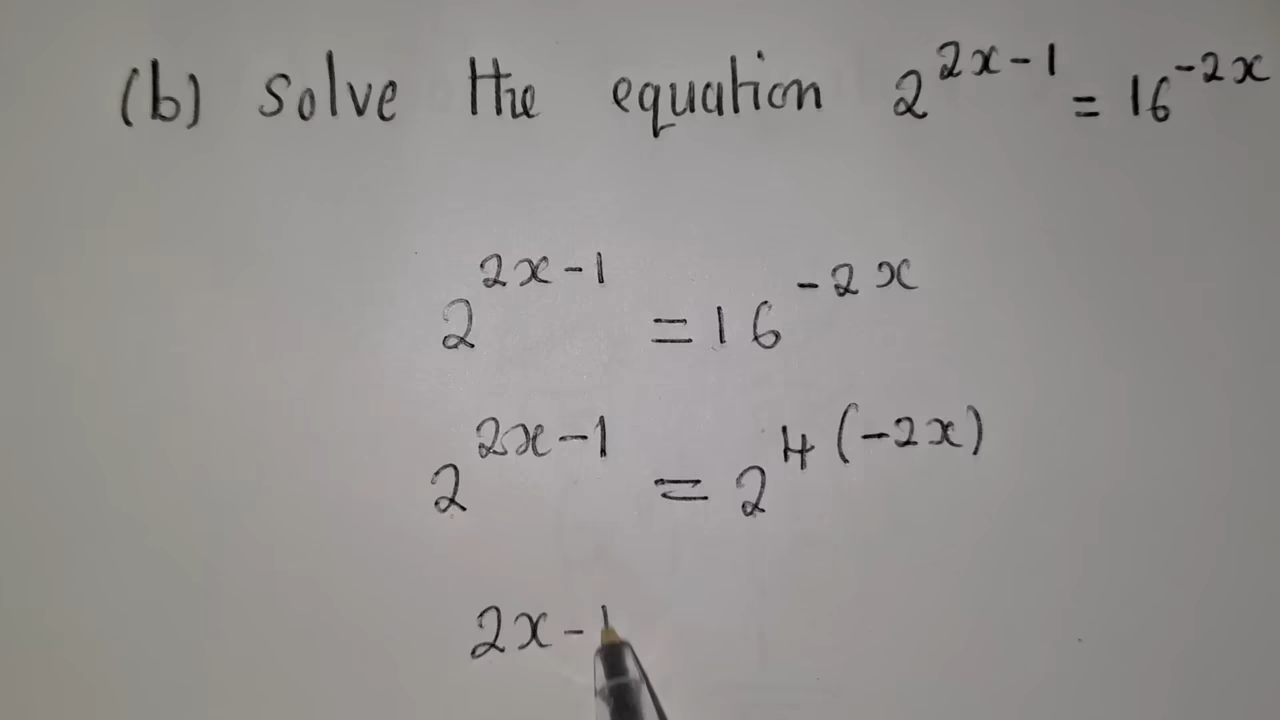 (b) solve the equation 2^{2x-1} = 16^{-2x}
2^{2x-1} = 16^{-2x}
2^{2x-1} = 2^{4(-2x)}
2x-1